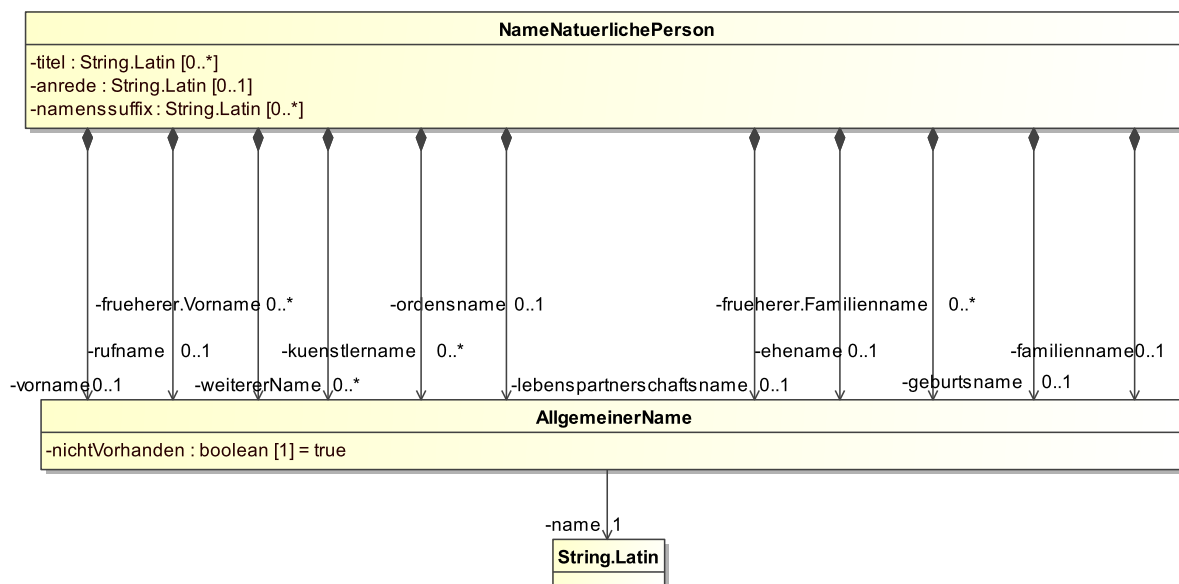 NameNatuerlichePerson
-titel : String.Latin [0..*]
-anrede : String.Latin [0..1]
-namenssuffix : String.Latin [0..*]
-frueherer.Vorname 0..*
-ordensname 0..1
-frueherer.Familienname 0..*
-rufname 0..1
-kuenstlername 0..*
-ehename 0..1
-familienname 0..1
-vorname 0..1
-weitererName 0..*
-lebenspartnerschaftsname 0..1
-geburtsname 0..1
AllgemeinerName
-nichtVorhanden : boolean [1] = true
-name 1
String.Latin